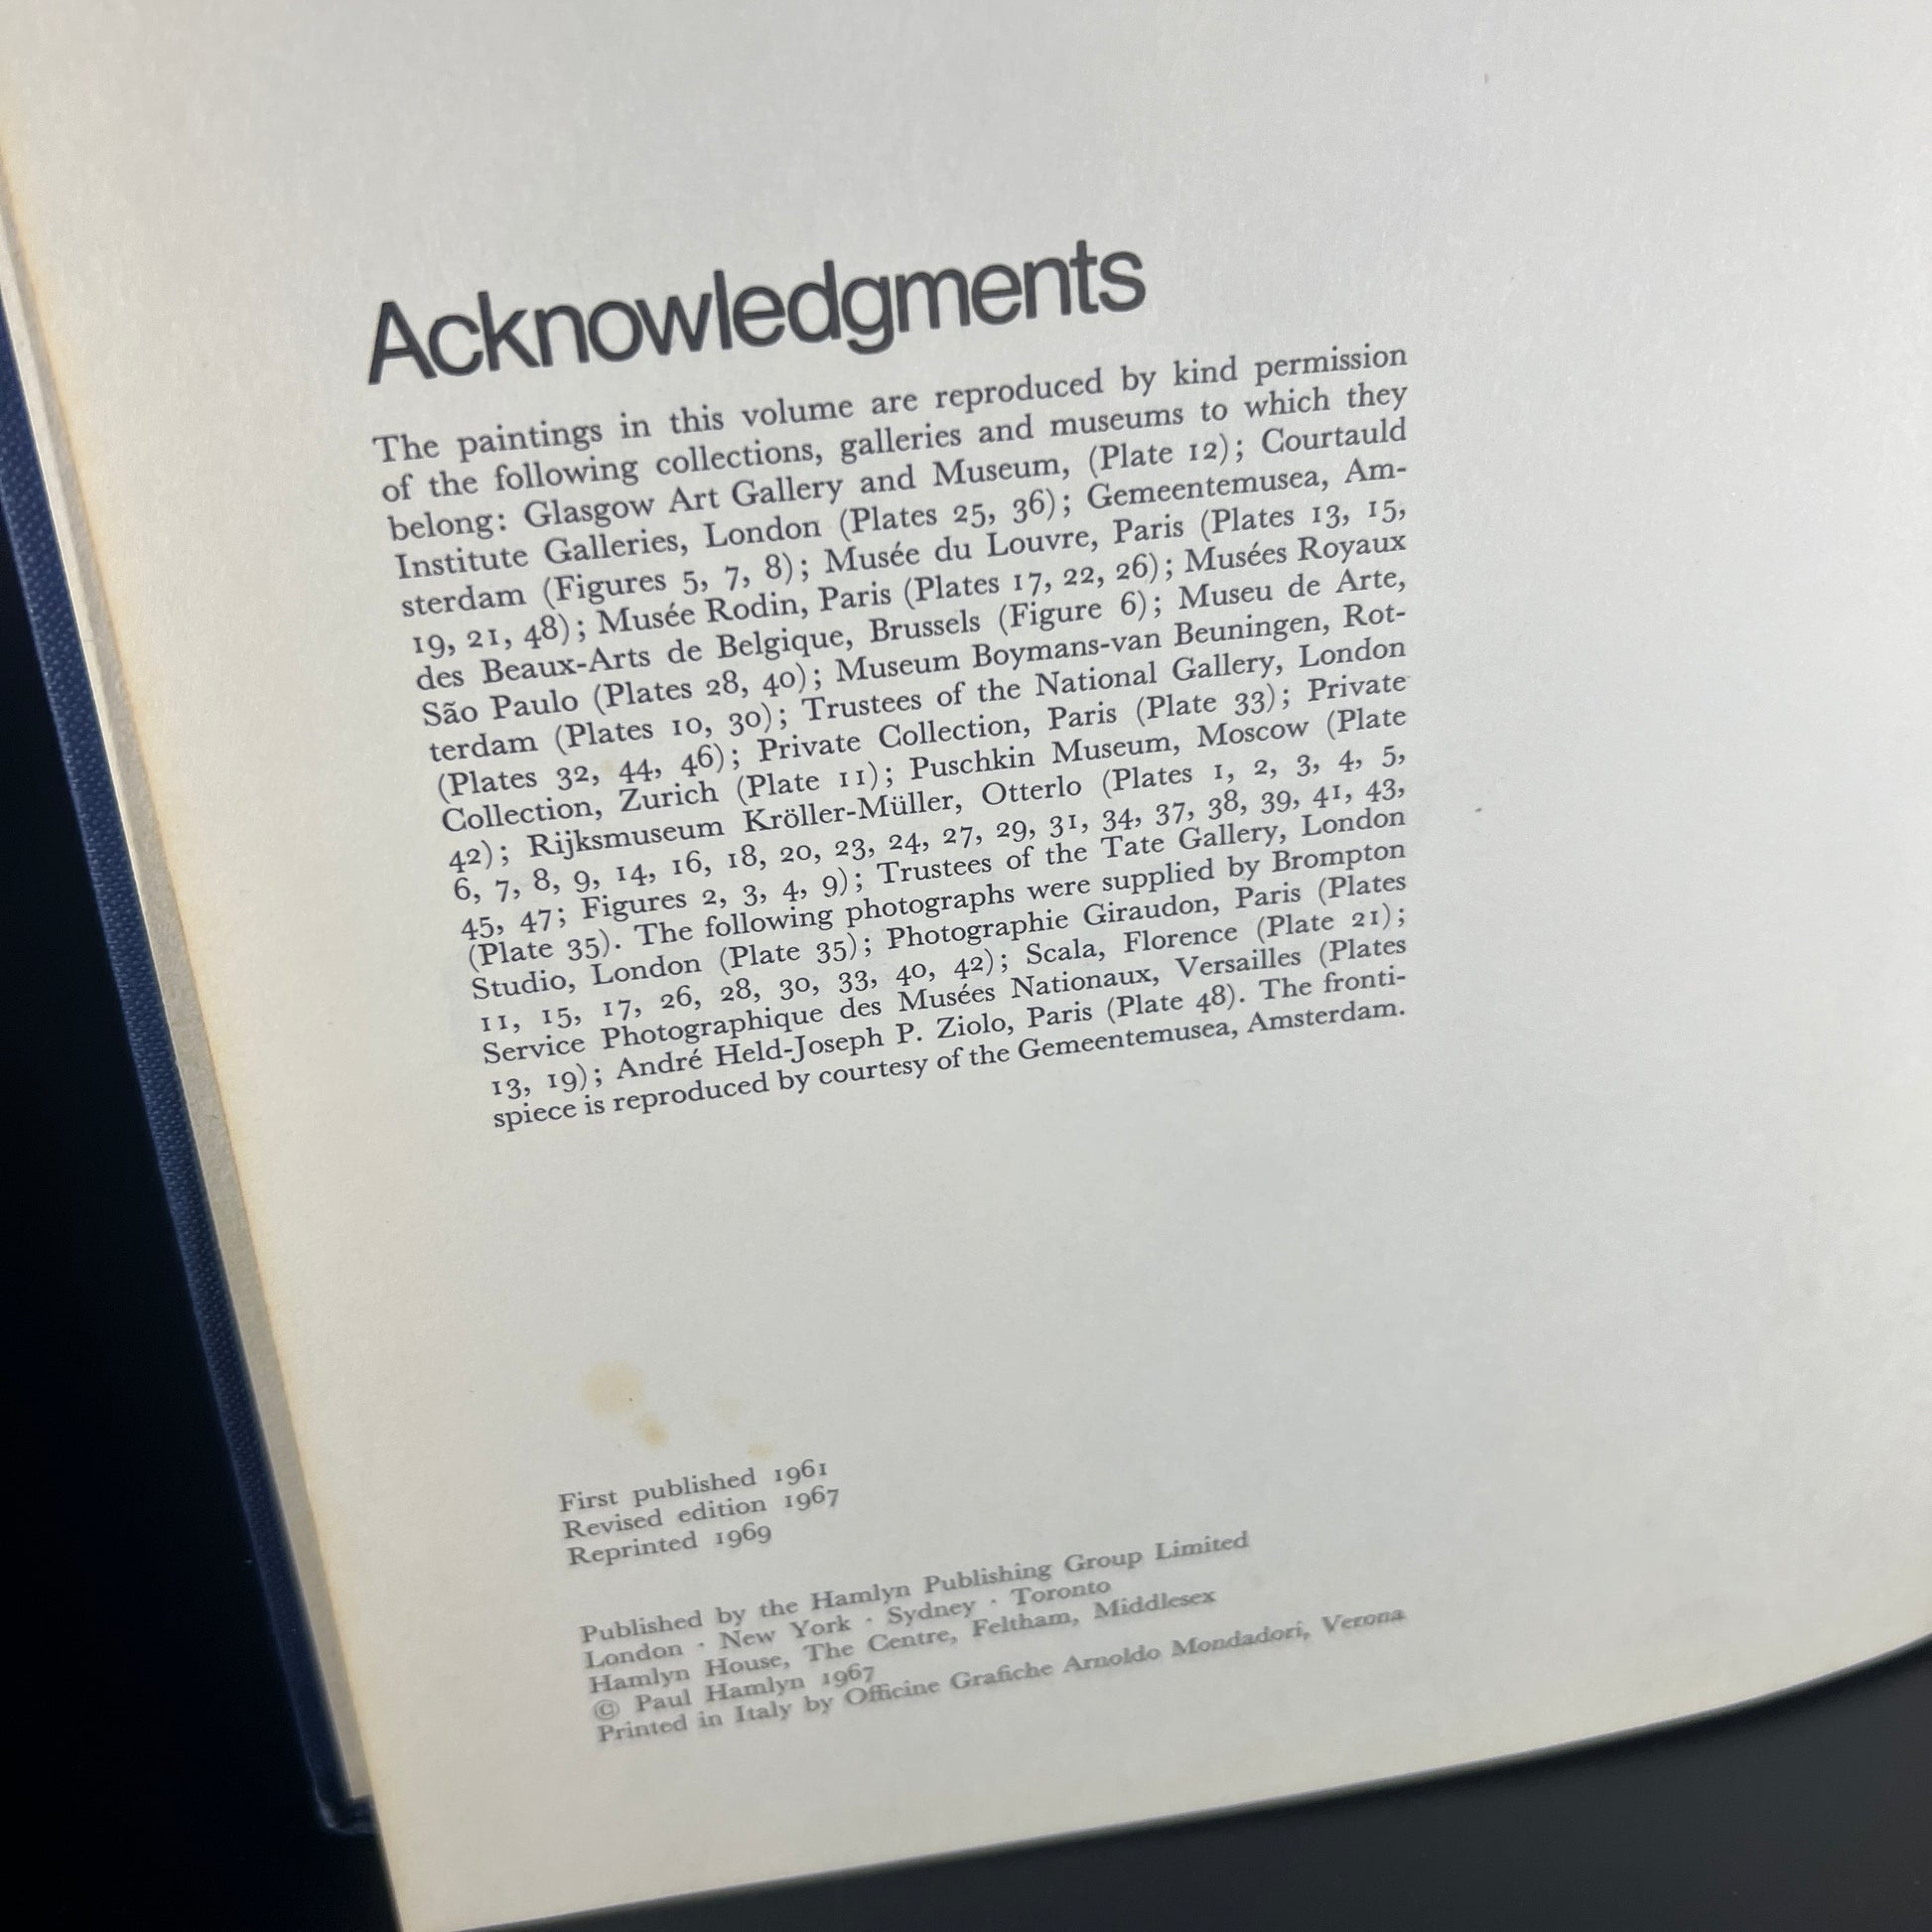 Acknowledgments
The paintings in this volume are reproduced by kind permission
of the following collections, galleries and museums to which they
belong: Glasgow Art Gallery and Museum, (Plate 12); Courtauld
Institute Galleries, London (Plates 25, 36); Gemeentemusea, Am-
sterdam (Figures 5, 7, 8); Musée du Louvre, Paris (Plates 13, 15,
19, 21, 48); Musée Rodin, Paris (Plates 17, 22, 26); Musées Royaux
des Beaux-Arts de Belgique, Brussels (Figure 6); Museu de Arte,
São Paulo (Plates 28, 40); Museum Boymans-van Beuningen, Rot-
terdam (Plates 10, 30); Trustees of the National Gallery, London
(Plates 32, 44, 46); Private Collection, Paris (Plate 33); Private
Collection, Zurich (Plate 11); Puschkin Museum, Moscow (Plate
42); Rijksmuseum Kröller-Müller, Otterlo (Plates 1, 2, 3, 4, 5,
6, 7, 8, 9, 14, 16, 18, 20, 23, 24, 27, 29, 31, 34, 37, 38, 39, 41, 43,
45, 47; Figures 2, 3, 4, 9); Trustees of the Tate Gallery, London
(Plate 35). The following photographs were supplied by Brompton
Studio, London (Plate 35); Photographie Giraudon, Paris (Plates
11, 15, 17, 26, 28, 30, 33, 40, 42); Scala, Florence (Plate 21);
Service Photographique des Musées Nationaux, Versailles (Plates
13, 19); André Held-Joseph P. Ziolo, Paris (Plate 48). The fronti-
spiece is reproduced by courtesy of the Gemeentemusea, Amsterdam.
First published 1961
Revised edition 1967
Reprinted 1969
Published by the Hamlyn Publishing Group Limited
London · New York · Sydney · Toronto
Hamlyn House, The Centre, Feltham, Middlesex
© Paul Hamlyn 1967
Printed in Italy by Officine Grafiche Arnoldo Mondadori, Verona